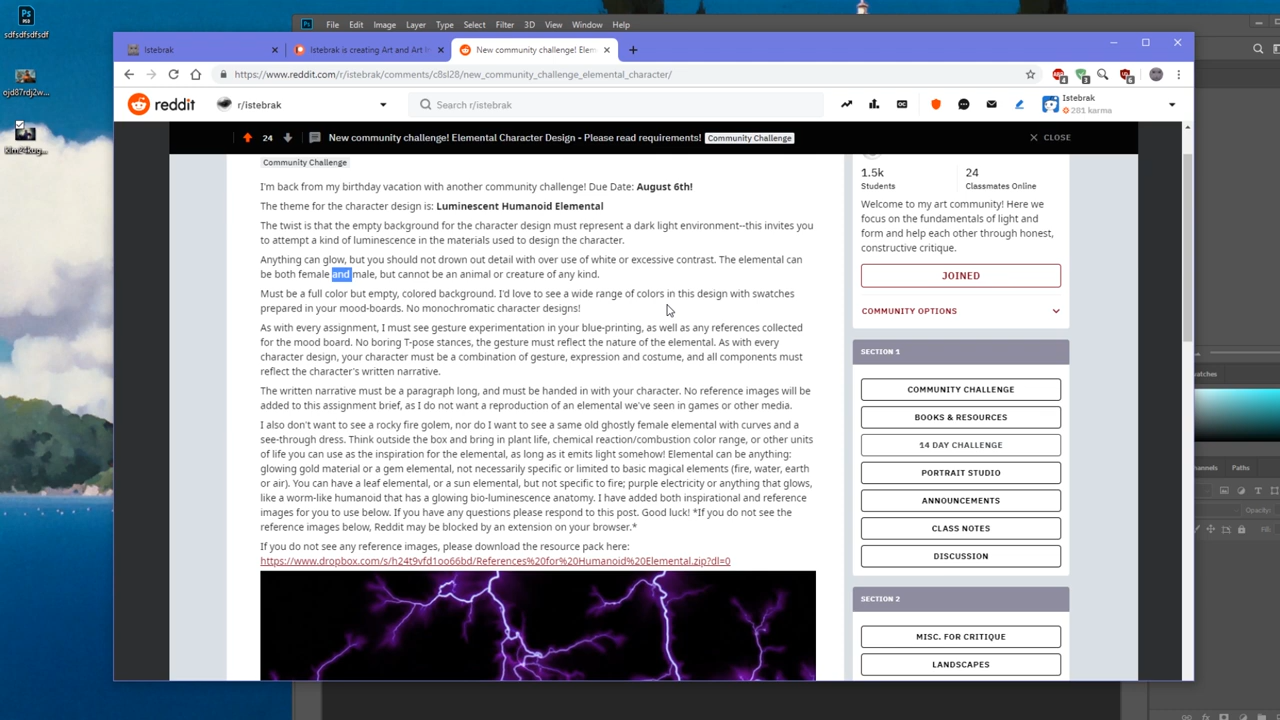 sdfsdfsdfsdf
File Edit Image Layer Type Select Filter 3D View Window Help
Istebrak
Istebrak is creating Art and Art I
New community challenge! Elem
https://www.reddit.com/r/istebrak/comments/c8sl28/new_community_challenge_elemental_character/
ojd87rdj2w...
reddit
r/istebrak
Search r/istebrak
Istebrak
281 karma
24
New community challenge! Elemental Character Design - Please read requirements!
Community Challenge
CLOSE
Community Challenge
I'm back from my birthday vacation with another community challenge! Due Date: August 6th!
The theme for the character design is: Luminescent Humanoid Elemental
The twist is that the empty background for the character design must represent a dark light environment--this invites you
to attempt a kind of luminescence in the materials used to design the character.
Anything can glow, but you should not drown out detail with over use of white or excessive contrast. The elemental can
be both female and male, but cannot be an animal or creature of any kind.
Must be a full color but empty, colored background. I'd love to see a wide range of colors in this design with swatches
prepared in your mood-boards. No monochromatic character designs!
As with every assignment, I must see gesture experimentation in your blue-printing, as well as any references collected
for the mood board. No boring T-pose stances, the gesture must reflect the nature of the elemental. As with every
character design, your character must be a combination of gesture, expression and costume, and all components must
reflect the character's written narrative.
The written narrative must be a paragraph long, and must be handed in with your character. No reference images will be
added to this assignment brief, as I do not want a reproduction of an elemental we've seen in games or other media.
I also don't want to see a rocky fire golem, nor do I want to see a same old ghostly female elemental with curves and a
see-through dress. Think outside the box and bring in plant life, chemical reaction/combustion color range, or other units
of life you can use as the inspiration for the elemental, as long as it emits light somehow! Elemental can be anything:
glowing gold material or a gem elemental, not necessarily specific or limited to basic magical elements (fire, water, earth
or air). You can have a leaf elemental, or a sun elemental, but not specific to fire; purple electricity or anything that glows,
like a worm-like humanoid that has a glowing bio-luminescence anatomy. I have added both inspirational and reference
images for you to use below. If you have any questions please respond to this post. Good luck! *If you do not see the
reference images below, Reddit may be blocked by an extension on your browser.*
If you do not see any reference images, please download the resource pack here:
https://www.dropbox.com/s/h24t9vfd1oo66bd/References%20for%20Humanoid%20Elemental.zip?dl=0
1.5k
Students
24
Classmates Online
Welcome to my art community! Here we
focus on the fundamentals of light and
form and help each other through honest,
constructive critique.
JOINED
COMMUNITY OPTIONS
SECTION 1
COMMUNITY CHALLENGE
BOOKS & RESOURCES
14 DAY CHALLENGE
PORTRAIT STUDIO
ANNOUNCEMENTS
CLASS NOTES
DISCUSSION
SECTION 2
MISC. FOR CRITIQUE
LANDSCAPES
watches
hannels Paths
Opacity: